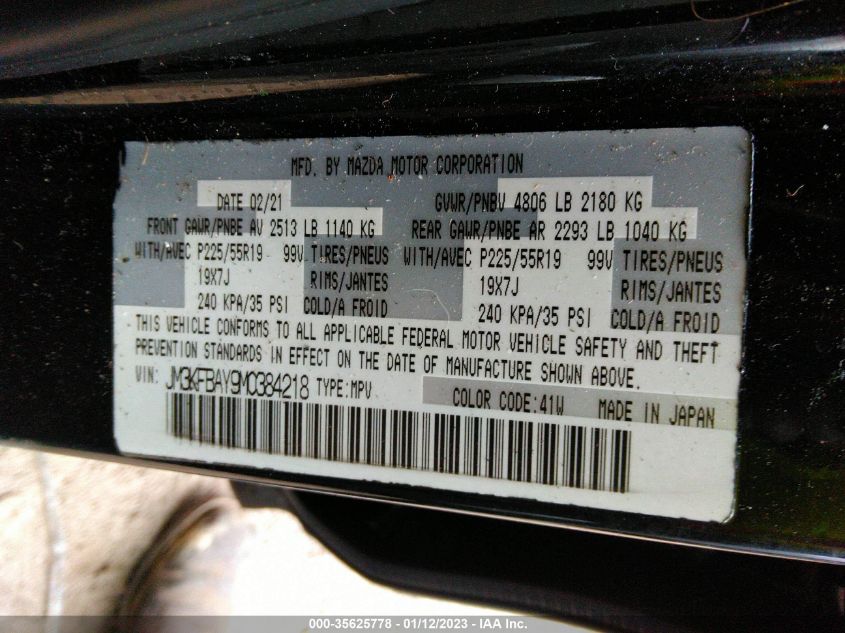 MFD. BY MAZDA MOTOR CORPORATION
DATE 02/21 GVWR/PNBV 4806 LB 2180 KG
FRONT GAWR/PNBE AV 2513 LB 1140 KG REAR GAWR/PNBE AR 2293 LB 1040 KG
WITH/AVEC P225/55R19 99V TIRES/PNEUS WITH/AVEC P225/55R19 99V TIRES/PNEUS
19X7J RIMS/JANTES 19X7J RIMS/JANTES
240 KPA/35 PSI COLD/A FROID 240 KPA/35 PSI COLD/A FROID
THIS VEHICLE CONFORMS TO ALL APPLICABLE FEDERAL MOTOR VEHICLE SAFETY AND THEFT
PREVENTION STANDARDS IN EFFECT ON THE DATE OF MANUFACTURE SHOWN ABOVE.
VIN: JM3KFBAY9M0384218 TYPE:MPV COLOR CODE:41W MADE IN JAPAN
000-35625778 - 01/12/2023 - IAA Inc.